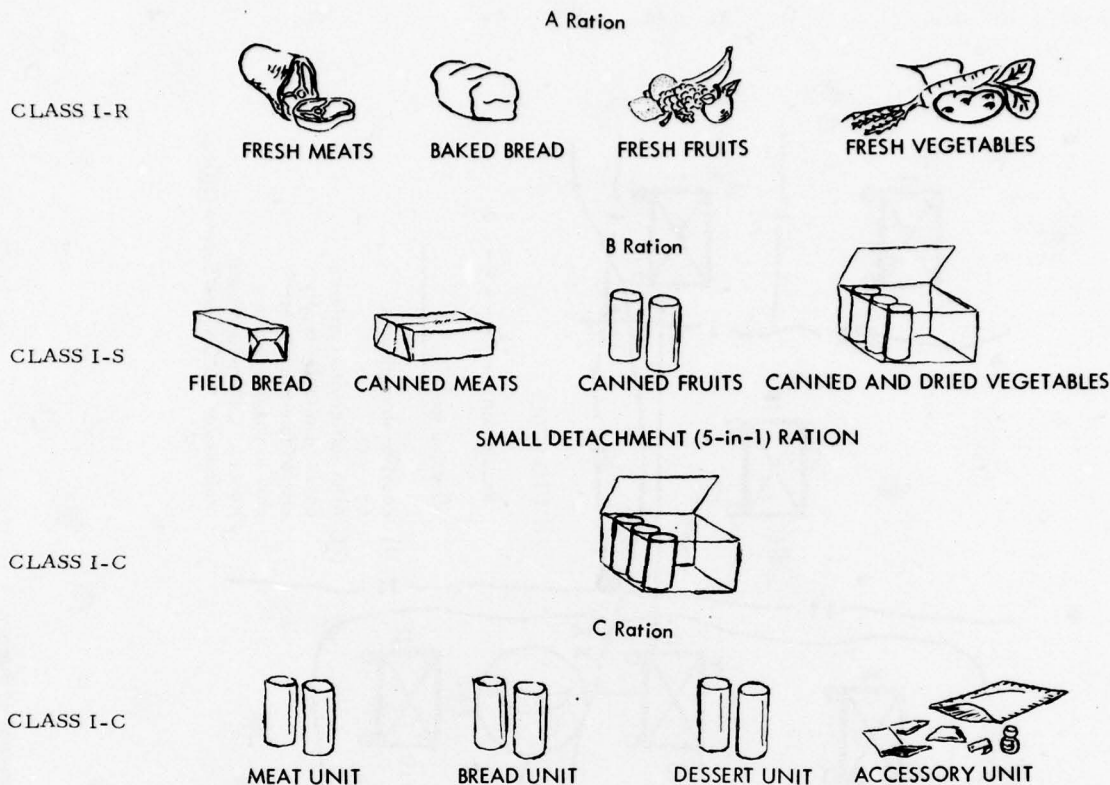 A Ration
CLASS I-R
FRESH MEATS BAKED BREAD FRESH FRUITS FRESH VEGETABLES
B Ration
CLASS I-S
FIELD BREAD CANNED MEATS CANNED FRUITS CANNED AND DRIED VEGETABLES
SMALL DETACHMENT (5-in-1) RATION
CLASS I-C
C Ration
CLASS I-C
MEAT UNIT BREAD UNIT DESSERT UNIT ACCESSORY UNIT